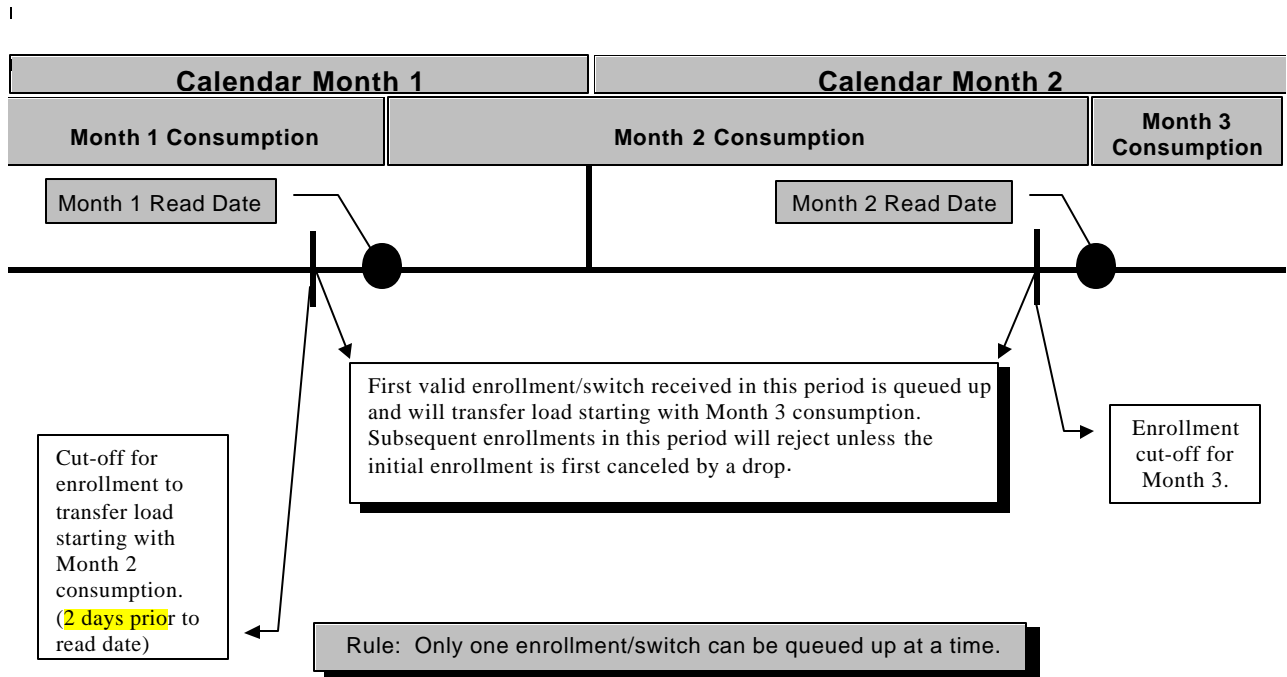 Calendar Month 1
Calendar Month 2
Month 1 Consumption
Month 2 Consumption
Month 3
Consumption
Month 1 Read Date
Month 2 Read Date
First valid enrollment/switch received in this period is queued up
and will transfer load starting with Month 3 consumption.
Subsequent enrollments in this period will reject unless the
initial enrollment is first canceled by a drop.
Enrollment
cut-off for
Month 3.
Cut-off for
enrollment to
transfer load
starting with
Month 2
consumption.
(2 days prior to
read date)
Rule: Only one enrollment/switch can be queued up at a time.